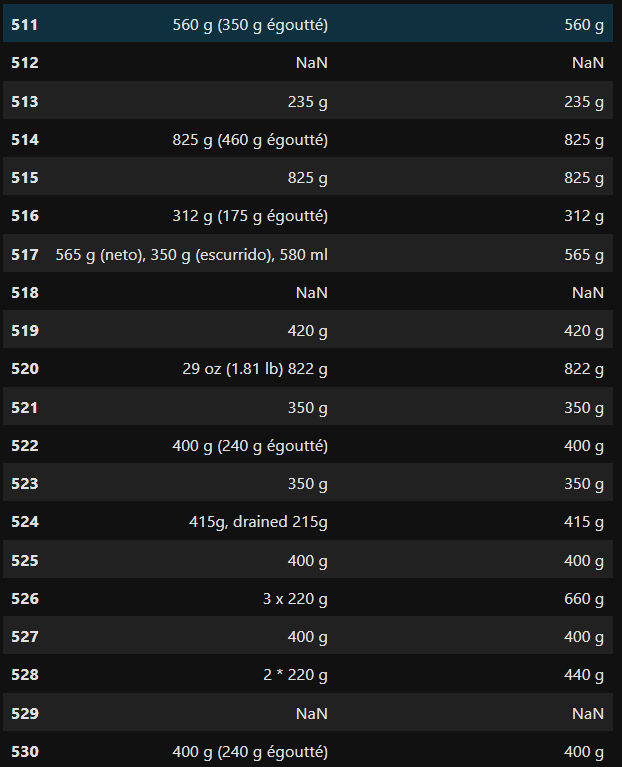 511 560 g (350 g égoutté) 560 g
512 NaN NaN
513 235 g 235 g
514 825 g (460 g égoutté) 825 g
515 825 g 825 g
516 312 g (175 g égoutté) 312 g
517 565 g (neto), 350 g (escurrido), 580 ml 565 g
518 NaN NaN
519 420 g 420 g
520 29 oz (1.81 lb) 822 g 822 g
521 350 g 350 g
522 400 g (240 g égoutté) 400 g
523 350 g 350 g
524 415g, drained 215g 415 g
525 400 g 400 g
526 3 x 220 g 660 g
527 400 g 400 g
528 2 * 220 g 440 g
529 NaN NaN
530 400 g (240 g égoutté) 400 g